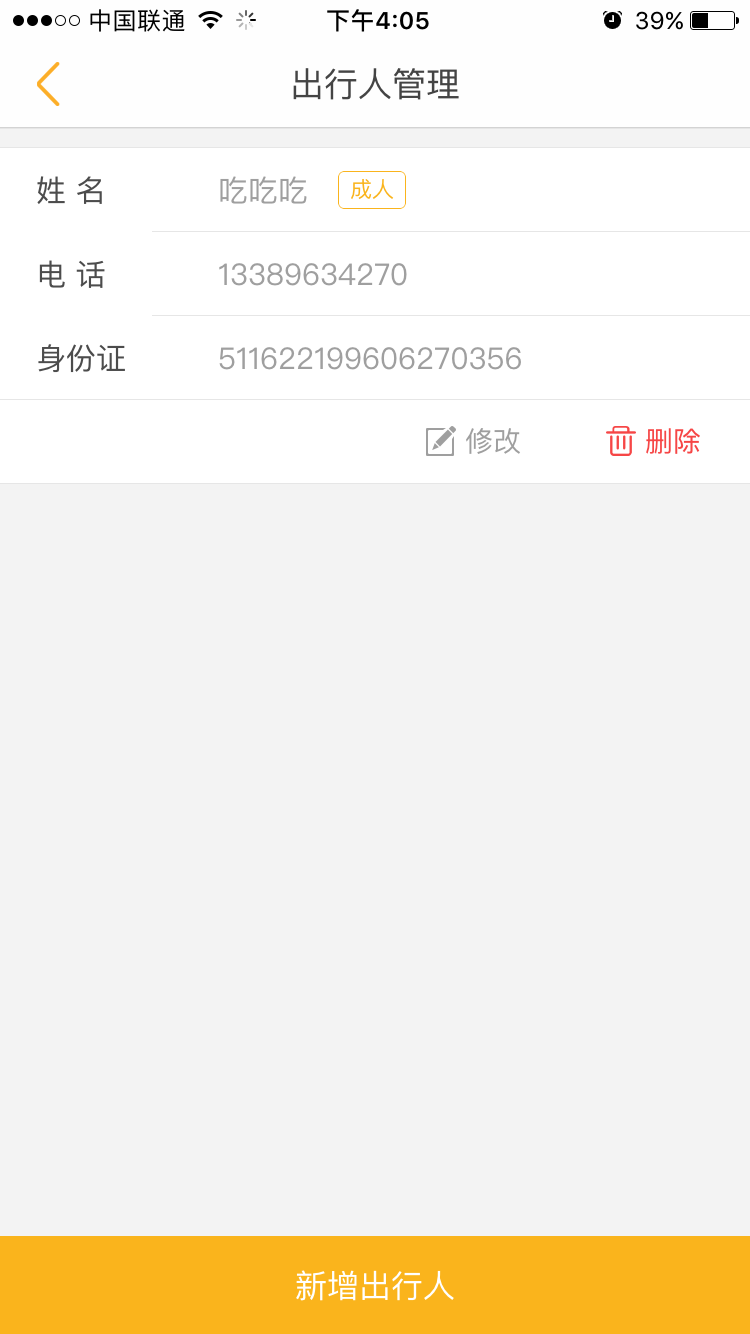 中国联通 下午4:05 39%
出行人管理
姓 名 吃吃吃 成人
电 话 13389634270
身份证 511622199606270356
修改 删除
新增出行人